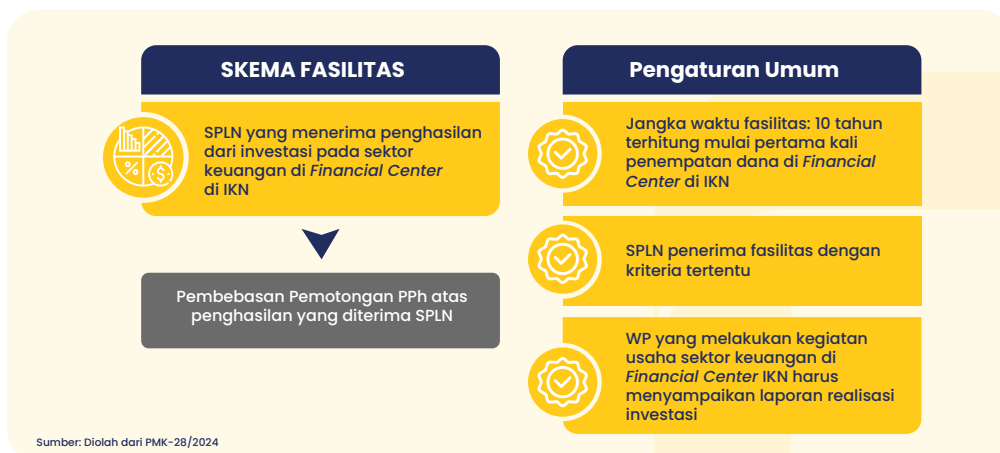 SKEMA FASILITAS
SPLN yang menerima penghasilan
dari investasi pada sektor
keuangan di Financial Center
di IKN
Pembebasan Pemotongan PPh atas
penghasilan yang diterima SPLN
Pengaturan Umum
Jangka waktu fasilitas: 10 tahun
terhitung mulai pertama kali
penempatan dana di Financial
Center di IKN
SPLN penerima fasilitas dengan
kriteria tertentu
WP yang melakukan kegiatan
usaha sektor keuangan di
Financial Center IKN harus
menyampaikan laporan realisasi
investasi
Sumber: Diolah dari PMK-28/2024